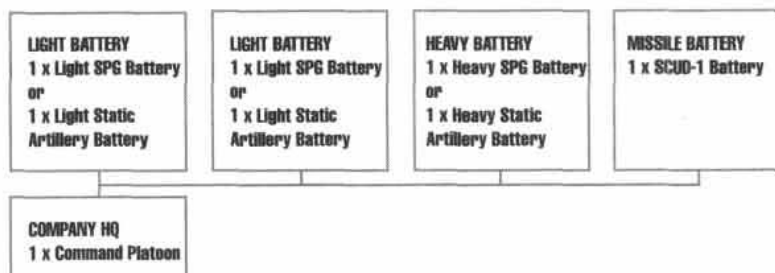 LIGHT BATTERY
1 x Light SPG Battery
or
1 x Light Static
Artillery Battery
LIGHT BATTERY
1 x Light SPG Battery
or
1 x Light Static
Artillery Battery
HEAVY BATTERY
1 x Heavy SPG Battery
or
1 x Heavy Static
Artillery Battery
MISSILE BATTERY
1 x SCUD-1 Battery
COMPANY HQ
1 x Command Platoon